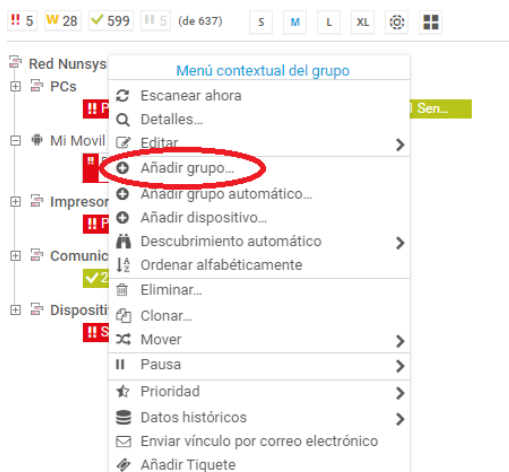 !! 5 W 28 599 II 5 (de 637) S M L XL
Red Nunsys
PCs
!! P
Sen...
Mi Movil
!!
Impresor
!! P
Comunic
2
Dispositi
!! S
Menú contextual del grupo
Escanear ahora
Detalles...
Editar
Añadir grupo...
Añadir grupo automático...
Añadir dispositivo...
Descubrimiento automático
Ordenar alfabéticamente
Eliminar...
Clonar...
Mover
Pausa
Prioridad
Datos históricos
Enviar vínculo por correo electrónico
Añadir Tiquete